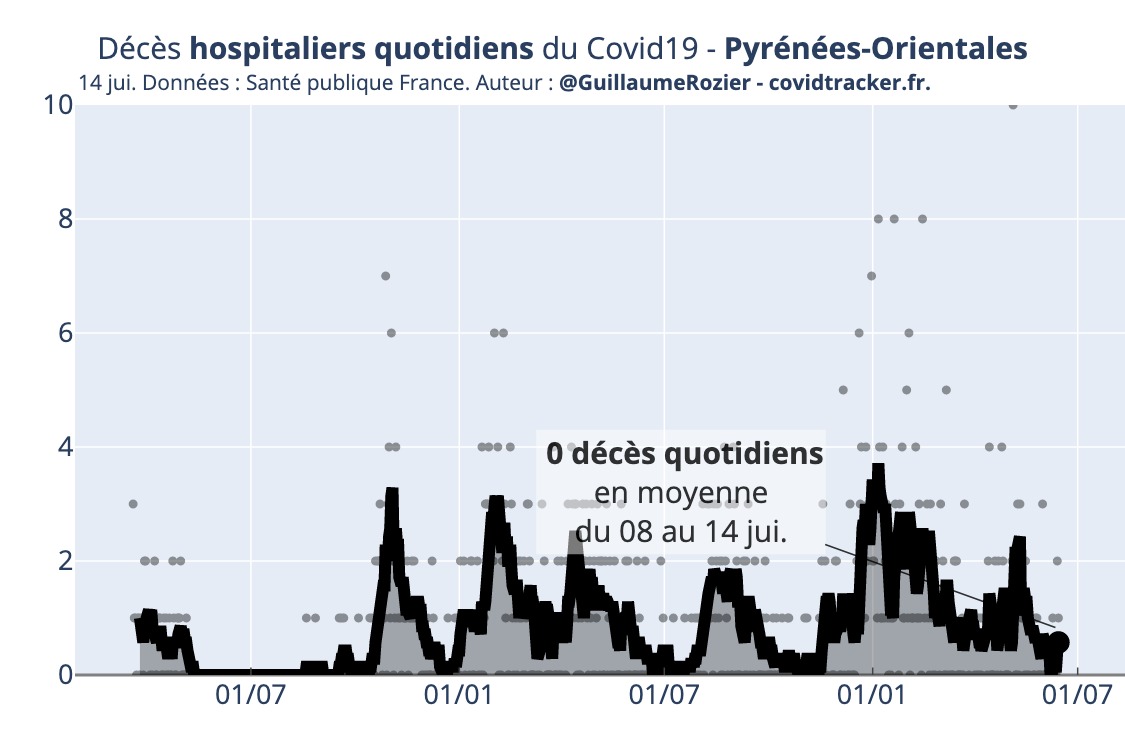 Décès hospitaliers quotidiens du Covid19 - Pyrénées-Orientales
14 jui. Données : Santé publique France. Auteur : @GuillaumeRozier - covidtracker.fr.
10
8
6
4
2
0
0 décès quotidiens
en moyenne
du 08 au 14 jui.
01/07 01/01 01/07 01/01 01/07